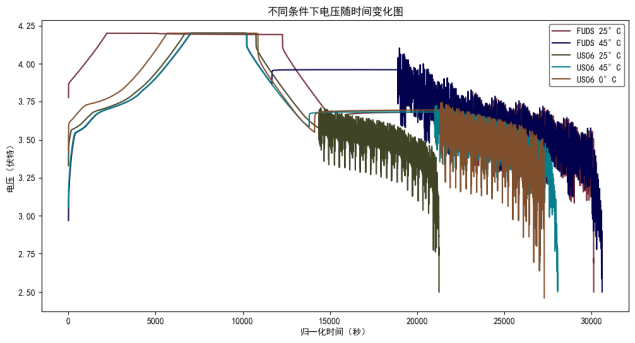 不同条件下电压随时间变化图
4.25
4.00
3.75
3.50
3.25
3.00
2.75
2.50
电压（伏特）
0
5000
10000
15000
20000
25000
30000
归一化时间（秒）
FUDS 25°C
FUDS 45°C
US06 25°C
US06 45°C
US06 0°C